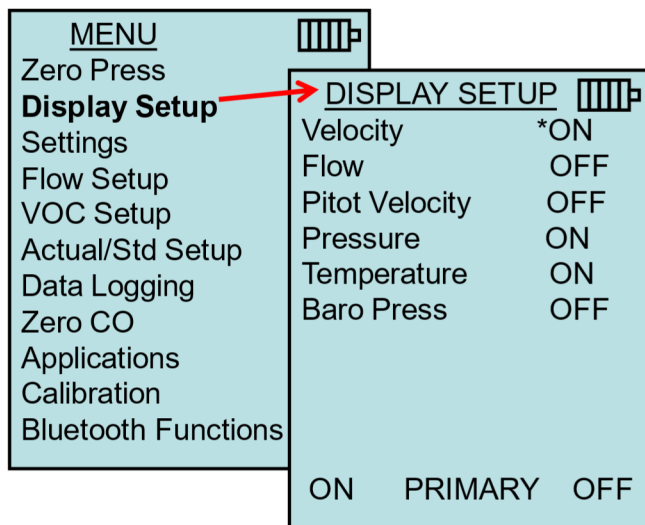 MENU
Zero Press
Display Setup
Settings
Flow Setup
VOC Setup
Actual/Std Setup
Data Logging
Zero CO
Applications
Calibration
Bluetooth Functions
DISPLAY SETUP
Velocity *ON
Flow OFF
Pitot Velocity OFF
Pressure ON
Temperature ON
Baro Press OFF
ON PRIMARY OFF